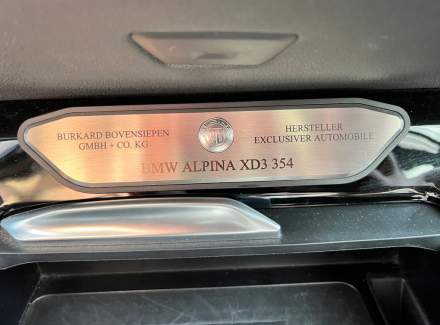 BURKARD BOVENSIEPEN
GMBH + CO. KG
HERSTELLER
EXCLUSIVER AUTOMOBILE
BMW ALPINA XD3 354